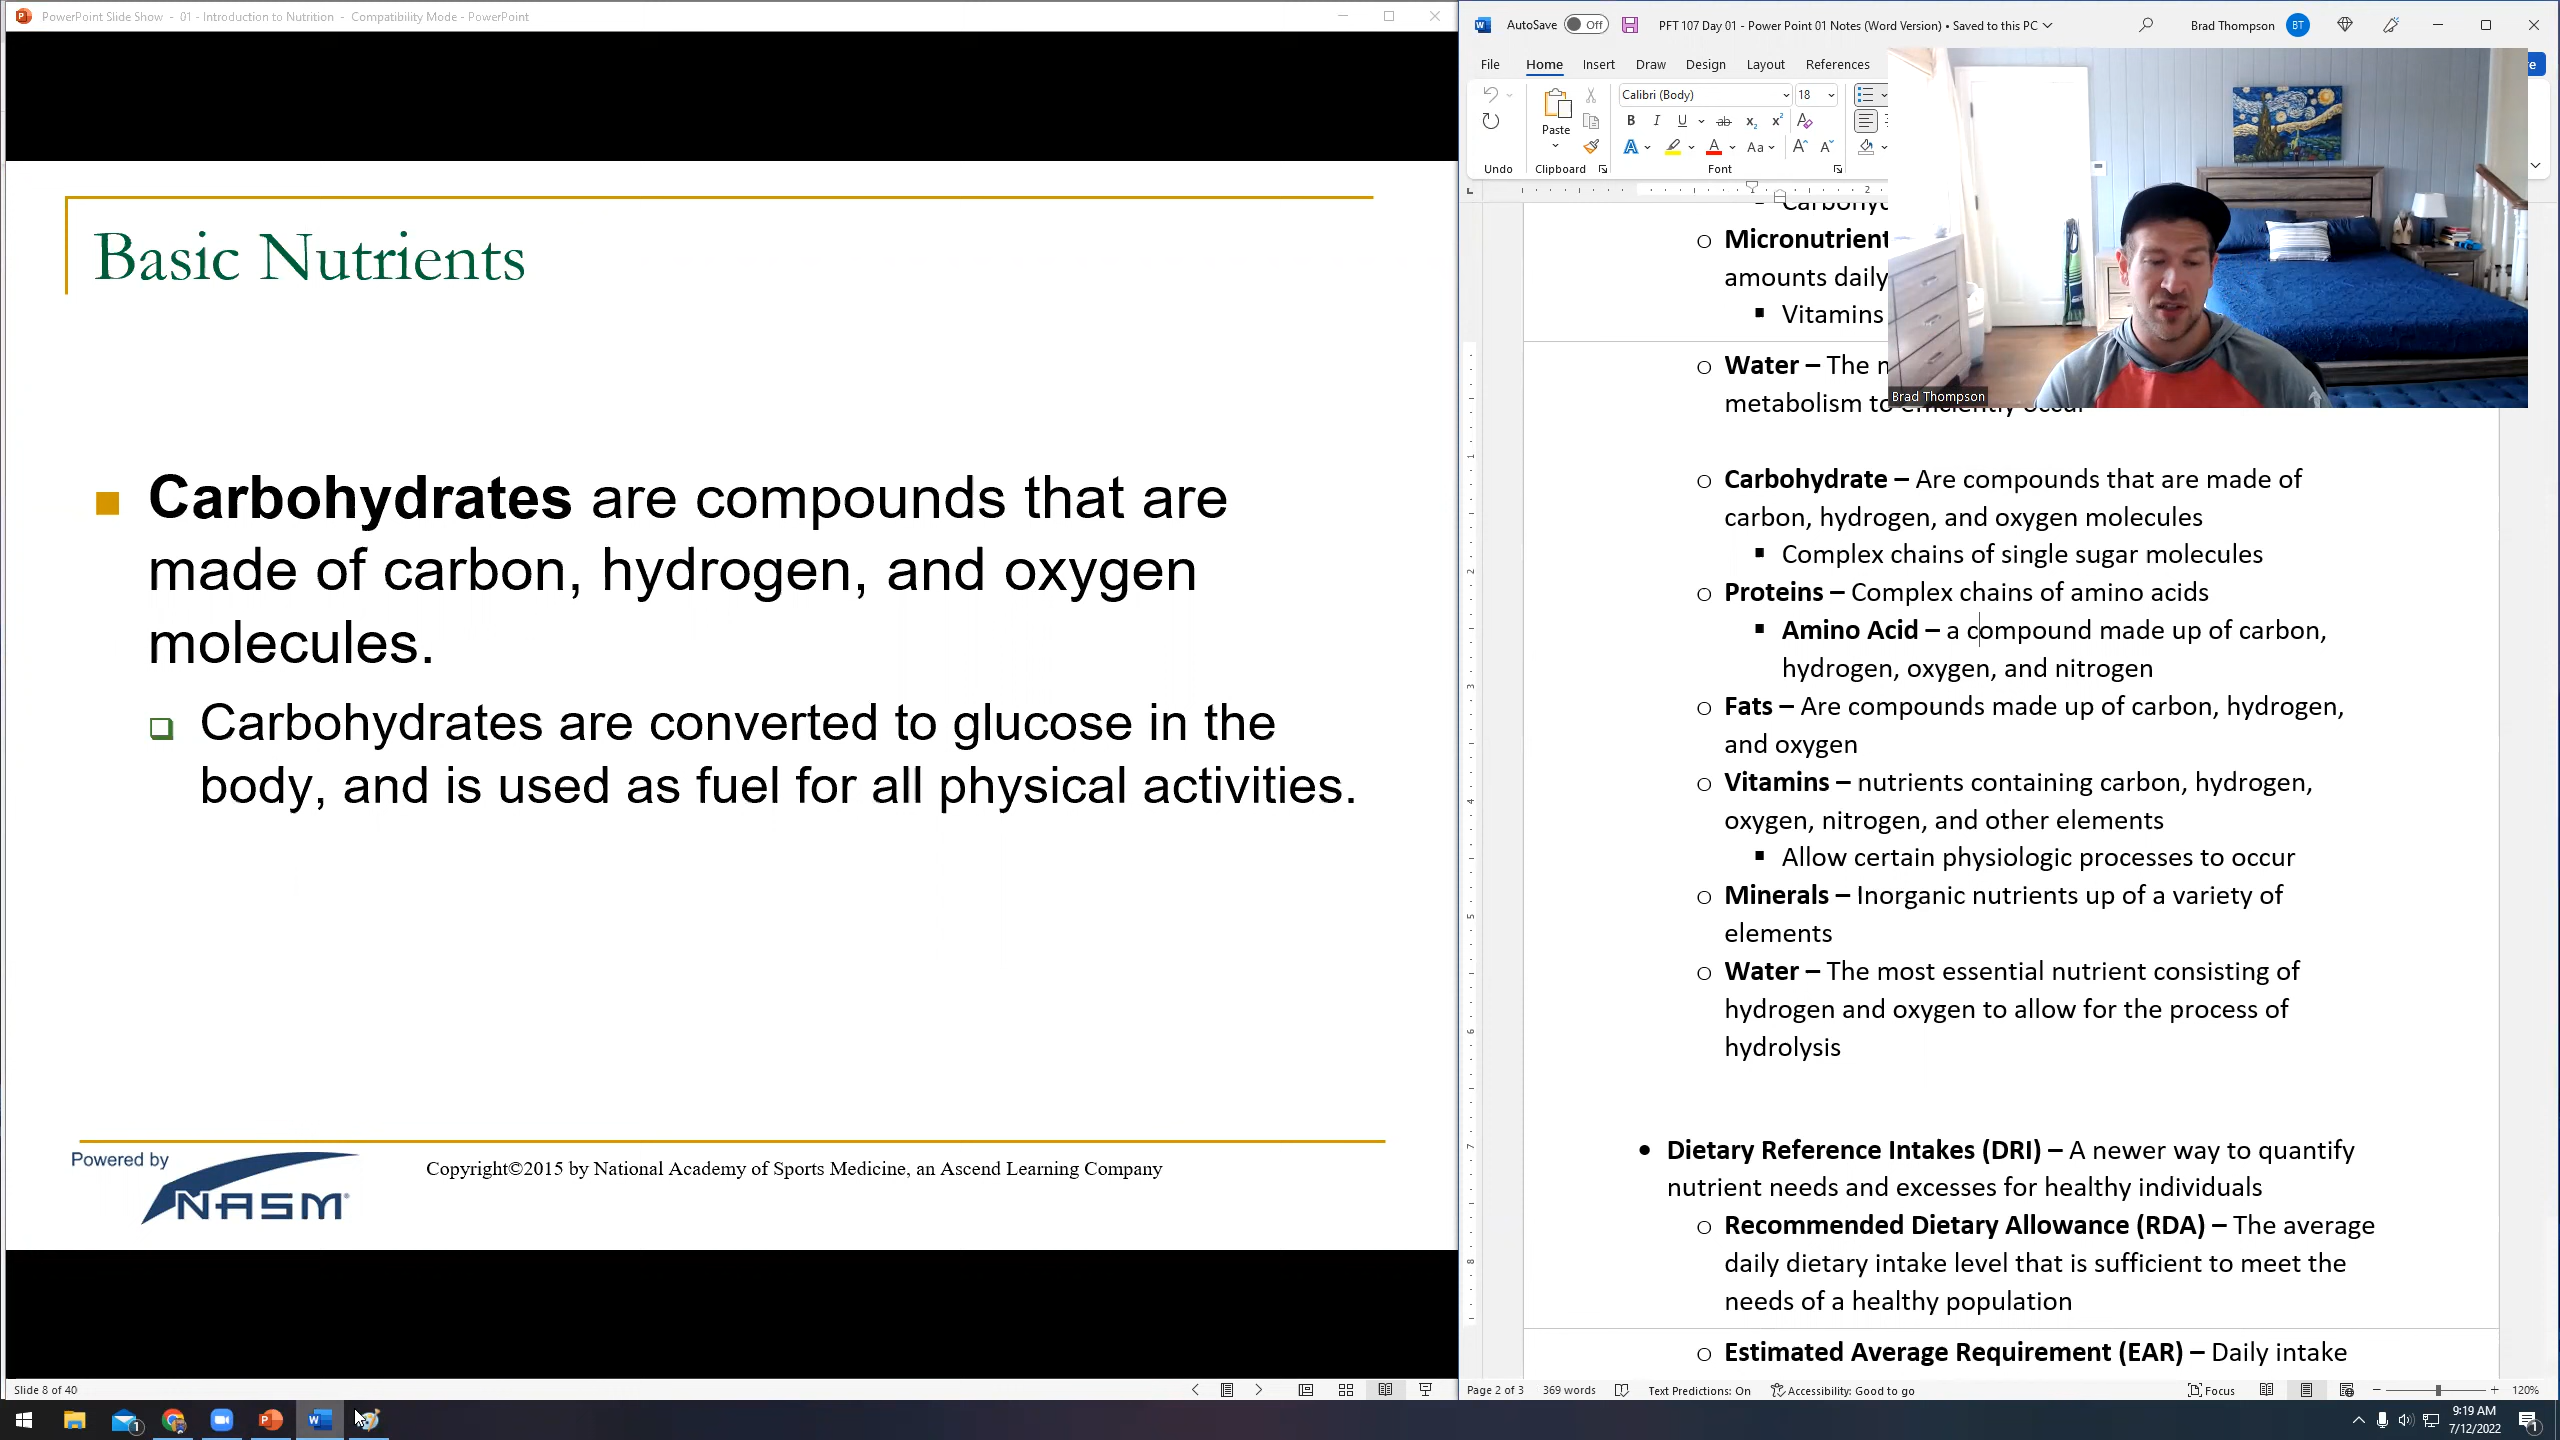 PowerPoint Slide Show - 01 - Introduction to Nutrition - Compatibility Mode - PowerPoint
Basic Nutrients
Carbohydrates are compounds that are
made of carbon, hydrogen, and oxygen
molecules.
Carbohydrates are converted to glucose in the
body, and is used as fuel for all physical activities.
Powered by
NASM
Copyright©2015 by National Academy of Sports Medicine, an Ascend Learning Company
Slide 8 of 40
AutoSave Off PFT 107 Day 01 - Power Point 01 Notes (Word Version) • Saved to this PC Brad Thompson BT
File Home Insert Draw Design Layout References
Calibri (Body) 18
Paste
Undo Clipboard Font
Brad Thompson
Micronutrient
amounts daily
Vitamins
Water – The
metabolism to efficiently occur
Carbohydrate – Are compounds that are made of
carbon, hydrogen, and oxygen molecules
Complex chains of single sugar molecules
Proteins – Complex chains of amino acids
Amino Acid – a compound made up of carbon,
hydrogen, oxygen, and nitrogen
Fats – Are compounds made up of carbon, hydrogen,
and oxygen
Vitamins – nutrients containing carbon, hydrogen,
oxygen, nitrogen, and other elements
Allow certain physiologic processes to occur
Minerals – Inorganic nutrients up of a variety of
elements
Water – The most essential nutrient consisting of
hydrogen and oxygen to allow for the process of
hydrolysis
Dietary Reference Intakes (DRI) – A newer way to quantify
nutrient needs and excesses for healthy individuals
Recommended Dietary Allowance (RDA) – The average
daily dietary intake level that is sufficient to meet the
needs of a healthy population
Estimated Average Requirement (EAR) – Daily intake
Page 2 of 3 369 words Text Predictions: On Accessibility: Good to go Focus 120%
9:19 AM
7/12/2022